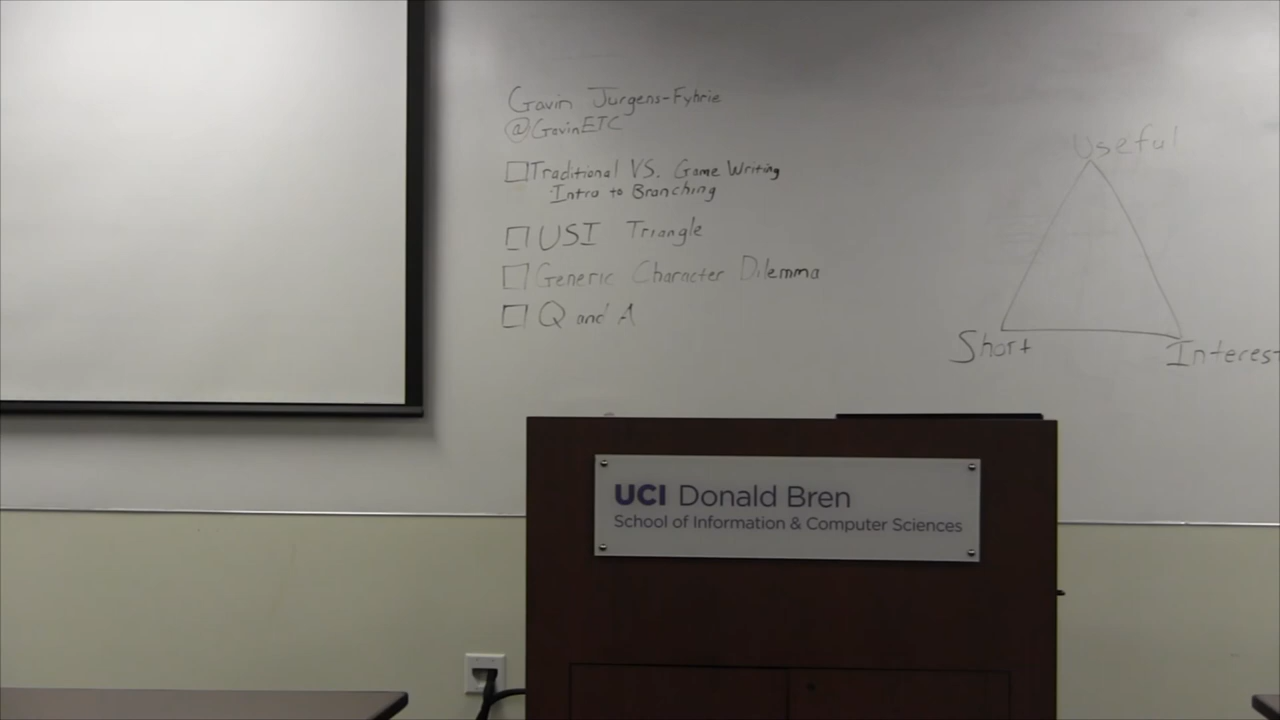 Gavin Jurgens-Fyhrie
@GavinETC
Traditional VS. Game Writing
·Intro to Branching
USI Triangle
Generic Character Dilemma
Q and A
Useful
Short
Interest
UCI Donald Bren
School of Information & Computer Sciences